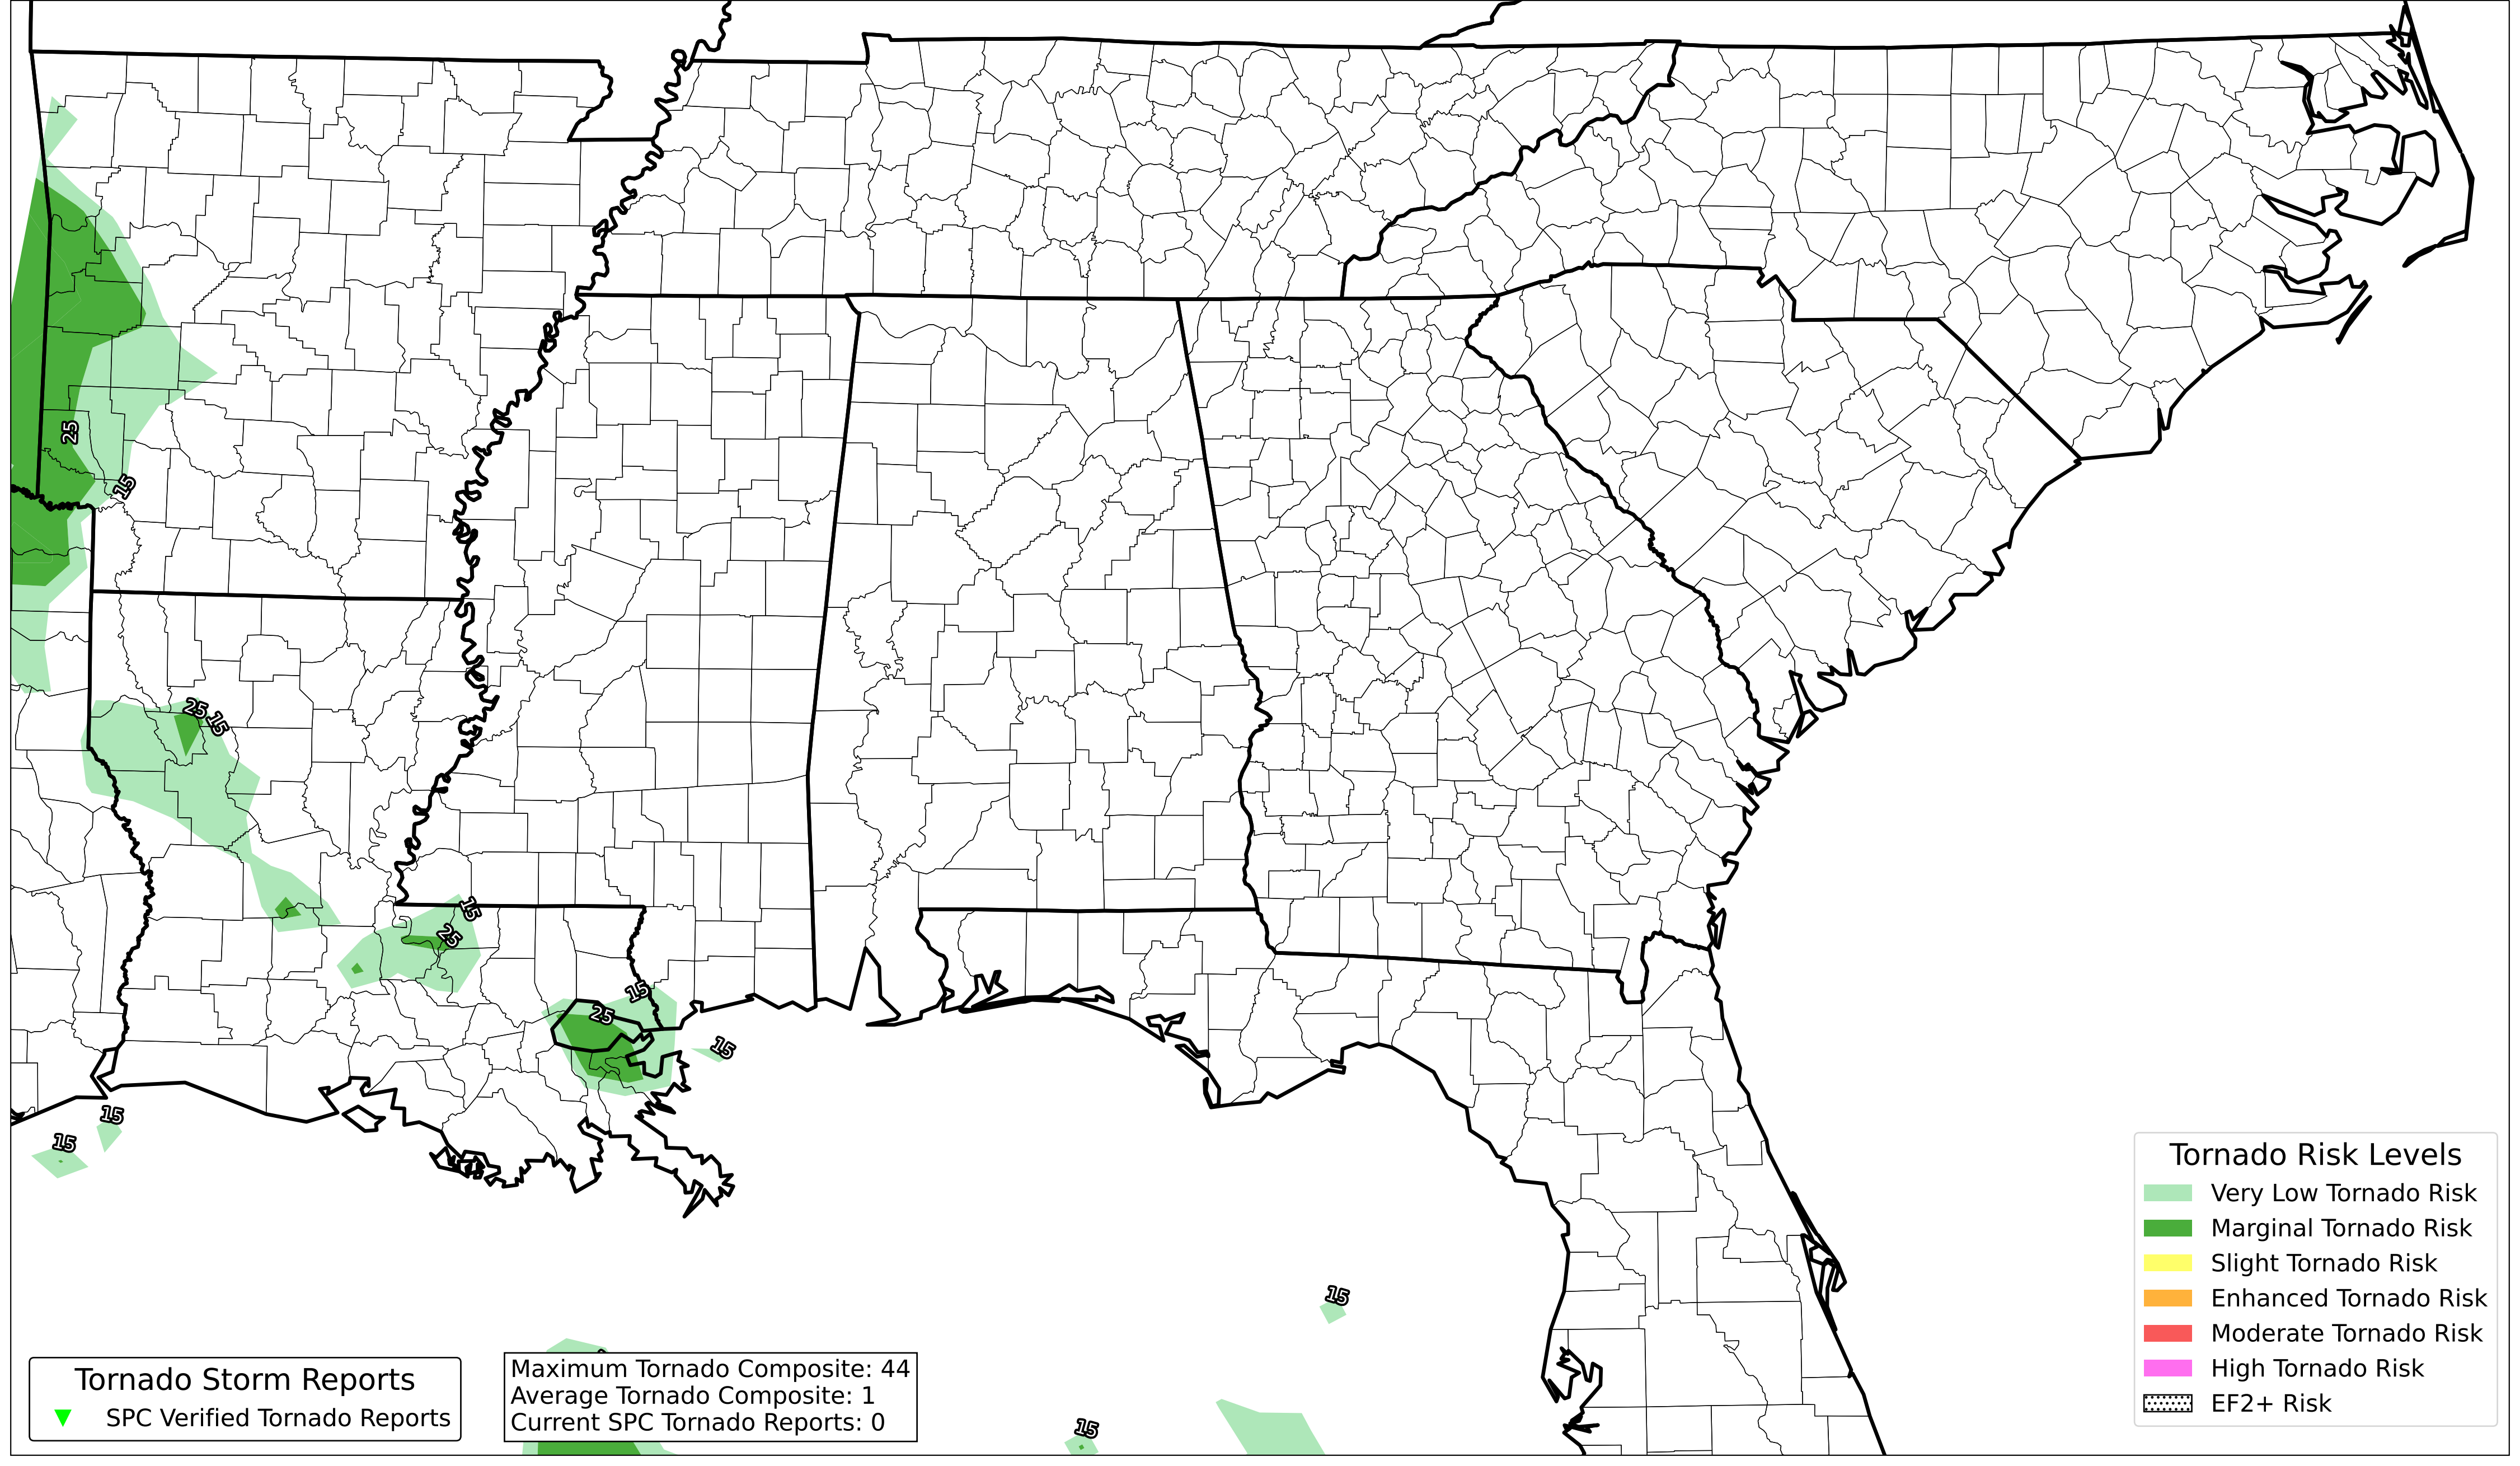 25
15
25
15
15
25
15
25
15
15
15
15
15
Tornado Storm Reports
SPC Verified Tornado Reports
Maximum Tornado Composite: 44
Average Tornado Composite: 1
Current SPC Tornado Reports: 0
Tornado Risk Levels
Very Low Tornado Risk
Marginal Tornado Risk
Slight Tornado Risk
Enhanced Tornado Risk
Moderate Tornado Risk
High Tornado Risk
EF2+ Risk